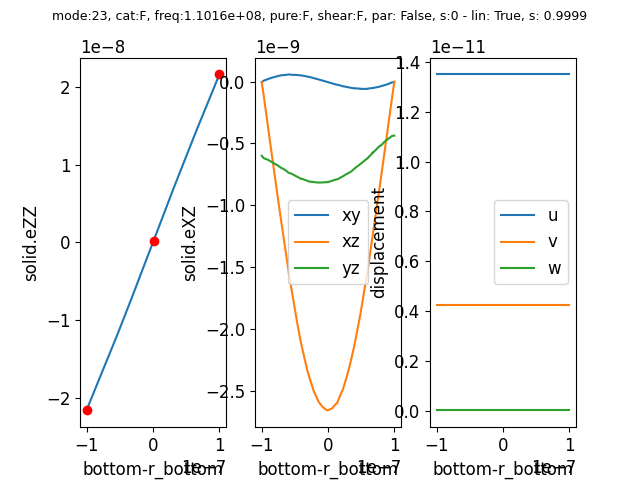 mode:23, cat:F, freq:1.1016e+08, pure:F, shear:F, par: False, s:0 - lin: True, s: 0.9999
1e−8
2
1
0
−1
−2
solid.eZZ
−1
0
1
1e−7
bottom-r_bottom
1e−9
0.0
−0.5
−1.0
−1.5
−2.0
−2.5
solid.eXZ
xy
xz
yz
−1
0
1
1e−7
bottom-r_bottom
1e−11
1.4
1.2
1.0
0.8
0.6
0.4
0.2
0.0
displacement
u
v
w
−1
0
1
1e−7
bottom-r_bottom